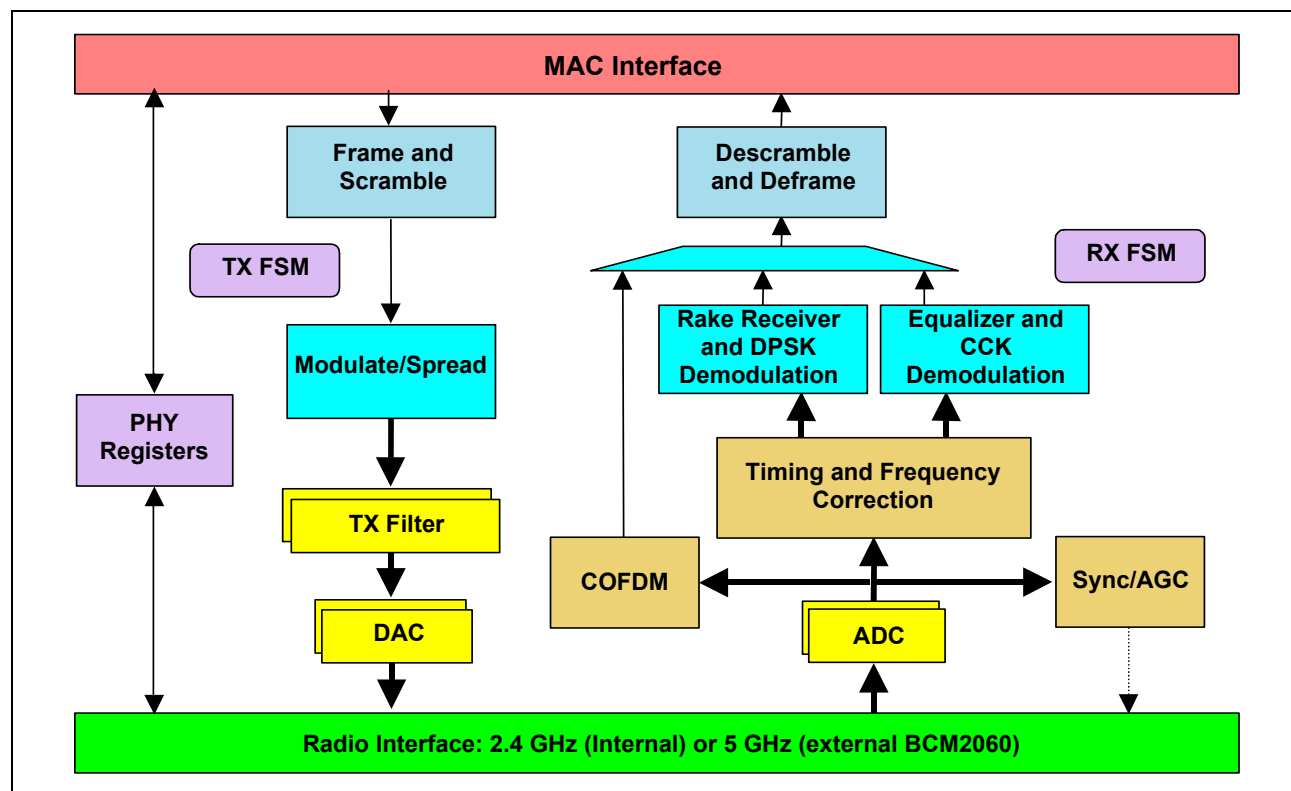 MAC Interface
Frame and
Scramble
Descramble
and Deframe
TX FSM
RX FSM
Modulate/Spread
Rake Receiver
and DPSK
Demodulation
Equalizer and
CCK
Demodulation
PHY
Registers
Timing and Frequency
Correction
TX Filter
COFDM
Sync/AGC
DAC
ADC
Radio Interface: 2.4 GHz (Internal) or 5 GHz (external BCM2060)